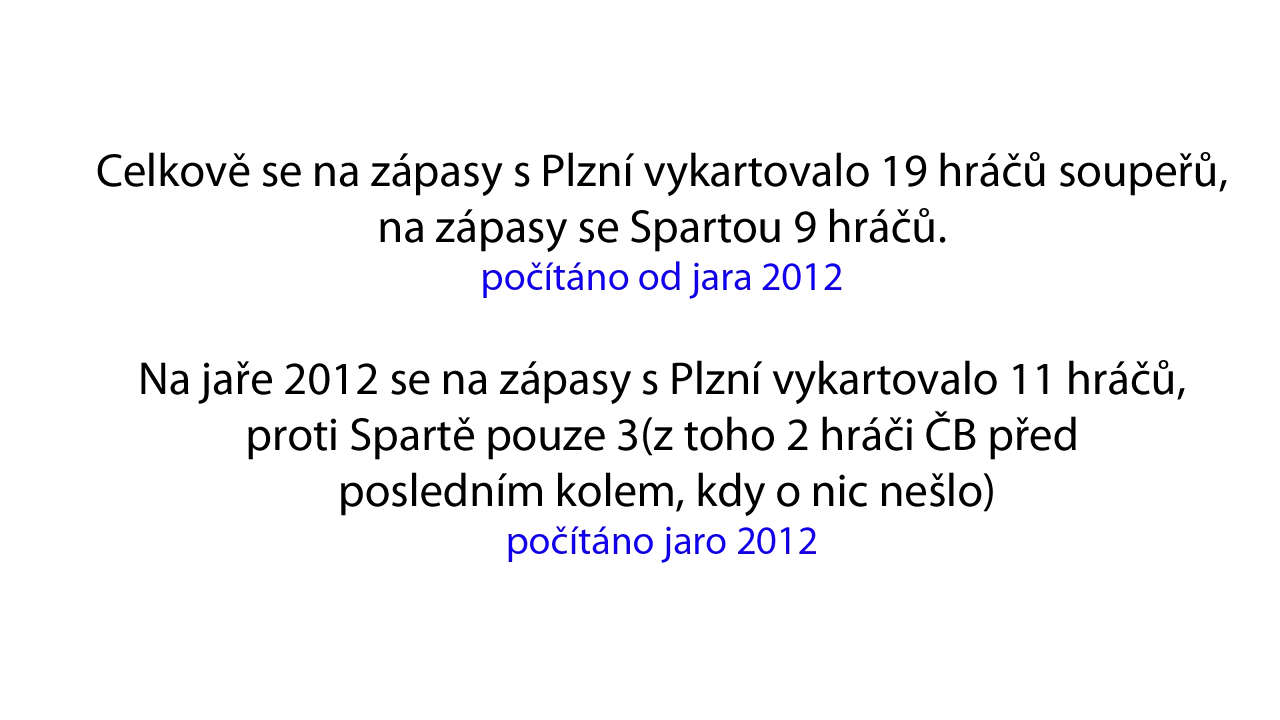 Celkově se na zápasy s Plzní vykartovalo 19 hráčů soupeřů,
na zápasy se Spartou 9 hráčů.
počítáno od jara 2012
Na jaře 2012 se na zápasy s Plzní vykartovalo 11 hráčů,
proti Spartě pouze 3(z toho 2 hráči ČB před
posledním kolem, kdy o nic nešlo)
počítáno jaro 2012